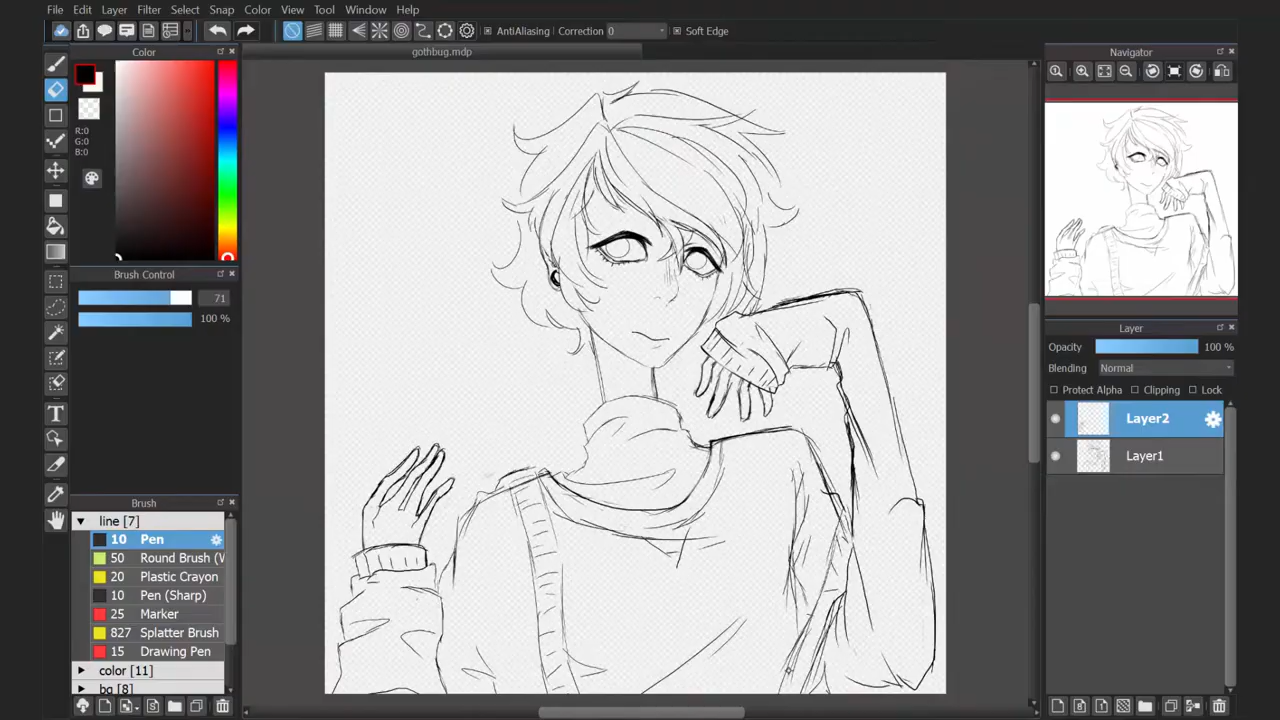 File Edit Layer Filter Select Snap Color View Tool Window Help
AntiAliasing Correction 0 Soft Edge
Color
gothbug.mdp
Navigator
R:0
G:0
B:0
Brush Control
71
100 %
Layer
Opacity 100 %
Blending Normal
Protect Alpha Clipping Lock
Layer2
Layer1
Brush
line [7]
10 Pen
50 Round Brush (W
20 Plastic Crayon
10 Pen (Sharp)
25 Marker
827 Splatter Brush
15 Drawing Pen
color [11]
bg [8]